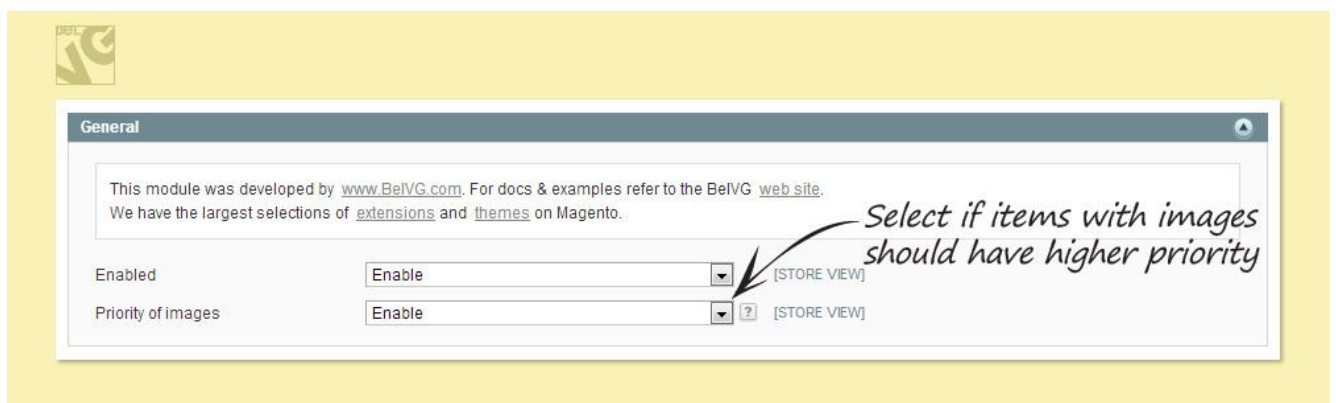 BEL
VG
General
This module was developed by www.BelVG.com. For docs & examples refer to the BelVG web site.
We have the largest selections of extensions and themes on Magento.
Select if items with images
should have higher priority
Enabled Enable [STORE VIEW]
Priority of images Enable ? [STORE VIEW]